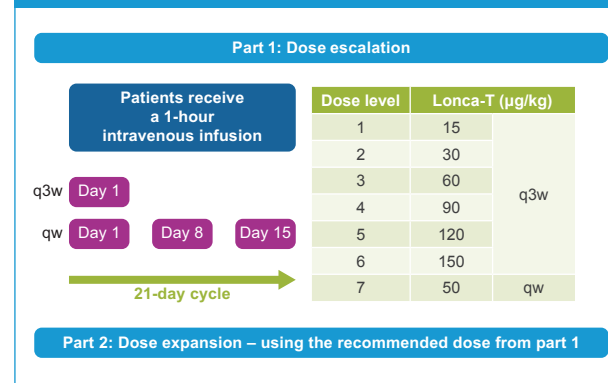 Part 1: Dose escalation
Patients receive
a 1-hour
intravenous infusion
q3w Day 1
qw Day 1 Day 8 Day 15
21-day cycle
Dose level Lonca-T (µg/kg)
1 15
2 30
3 60
4 90
q3w
5 120
6 150
7 50 qw
Part 2: Dose expansion – using the recommended dose from part 1